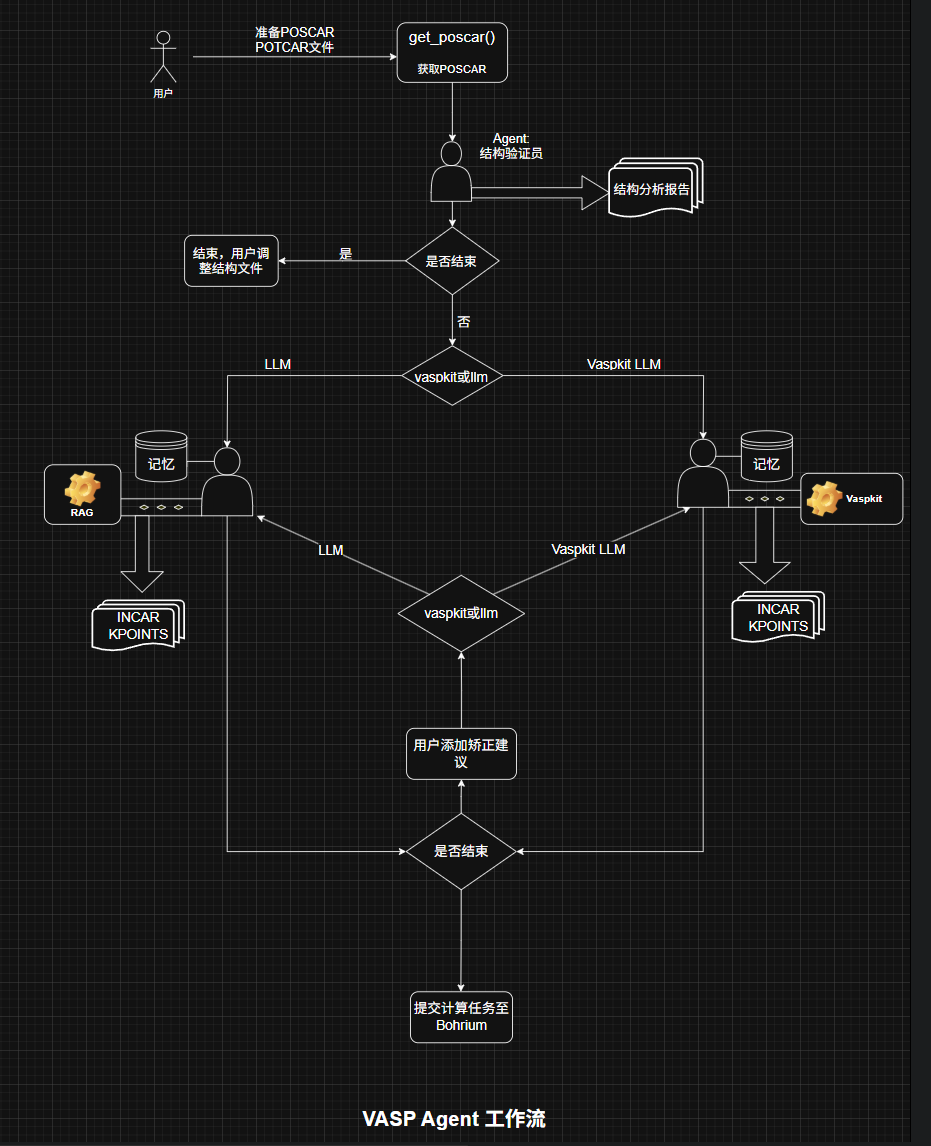 准备POSCAR
POTCAR文件
get_poscar()
获取POSCAR
用户
Agent:
结构验证员
结构分析报告
结束，用户调
整结构文件
是
是否结束
否
LLM
vaspkit或llm
Vaspkit LLM
记忆
RAG
记忆
Vaspkit
LLM
Vaspkit LLM
INCAR
KPOINTS
vaspkit或llm
INCAR
KPOINTS
用户添加矫正建
议
是否结束
提交计算任务至
Bohrium
VASP Agent 工作流